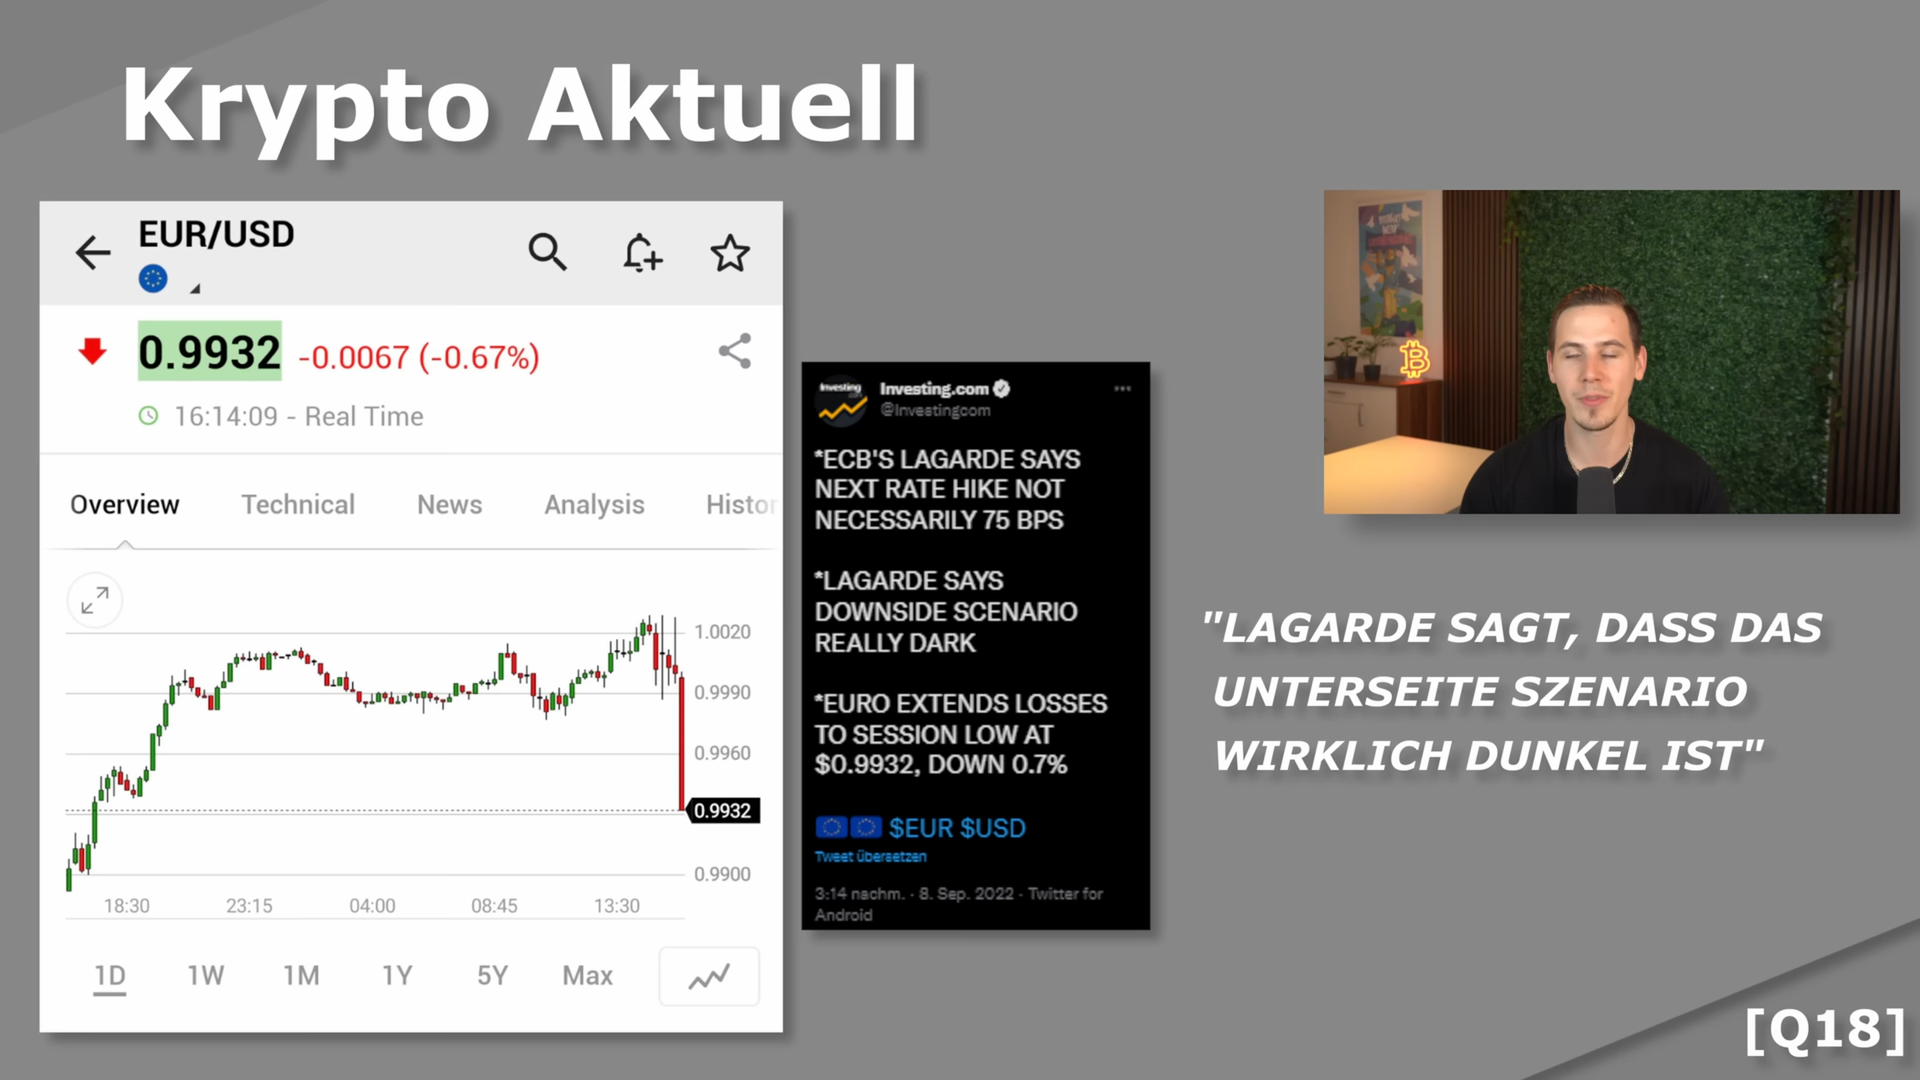 Krypto Aktuell
EUR/USD
0.9932 -0.0067 (-0.67%)
16:14:09 - Real Time
Overview Technical News Analysis Histor
1.0020
0.9990
0.9960
0.9932
0.9900
18:30 23:15 04:00 08:45 13:30
1D 1W 1M 1Y 5Y Max
Investing.com
Investing.com
@Investingcom
*ECB'S LAGARDE SAYS
NEXT RATE HIKE NOT
NECESSARILY 75 BPS
*LAGARDE SAYS
DOWNSIDE SCENARIO
REALLY DARK
*EURO EXTENDS LOSSES
TO SESSION LOW AT
$0.9932, DOWN 0.7%
$EUR $USD
Tweet übersetzen
3:14 nachm. · 8. Sep. 2022 · Twitter for
Android
"LAGARDE SAGT, DASS DAS
UNTERSEITE SZENARIO
WIRKLICH DUNKEL IST"
[Q18]